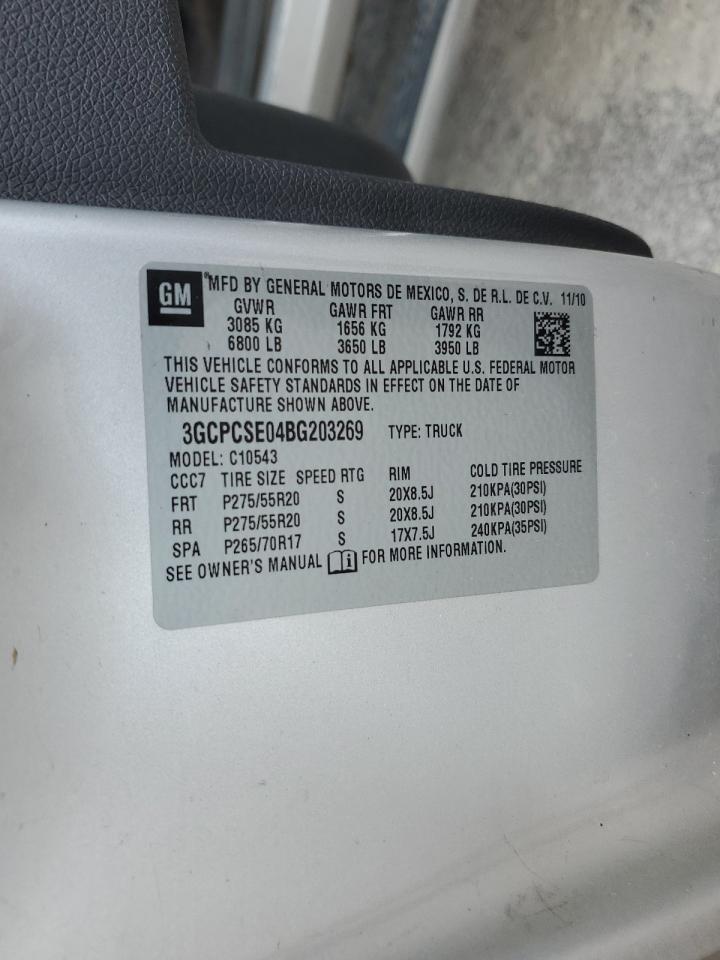 GM
MFD BY GENERAL MOTORS DE MEXICO, S. DE R.L. DE C.V. 11/10
GVWR GAWR FRT GAWR RR
3085 KG 1656 KG 1792 KG
6800 LB 3650 LB 3950 LB
THIS VEHICLE CONFORMS TO ALL APPLICABLE U.S. FEDERAL MOTOR
VEHICLE SAFETY STANDARDS IN EFFECT ON THE DATE OF
MANUFACTURE SHOWN ABOVE.
3GCPCSE04BG203269 TYPE: TRUCK
MODEL: C10543
CCC7 TIRE SIZE SPEED RTG RIM COLD TIRE PRESSURE
FRT P275/55R20 S 20X8.5J 210KPA(30PSI)
RR P275/55R20 S 20X8.5J 210KPA(30PSI)
SPA P265/70R17 S 17X7.5J 240KPA(35PSI)
SEE OWNER'S MANUAL FOR MORE INFORMATION.